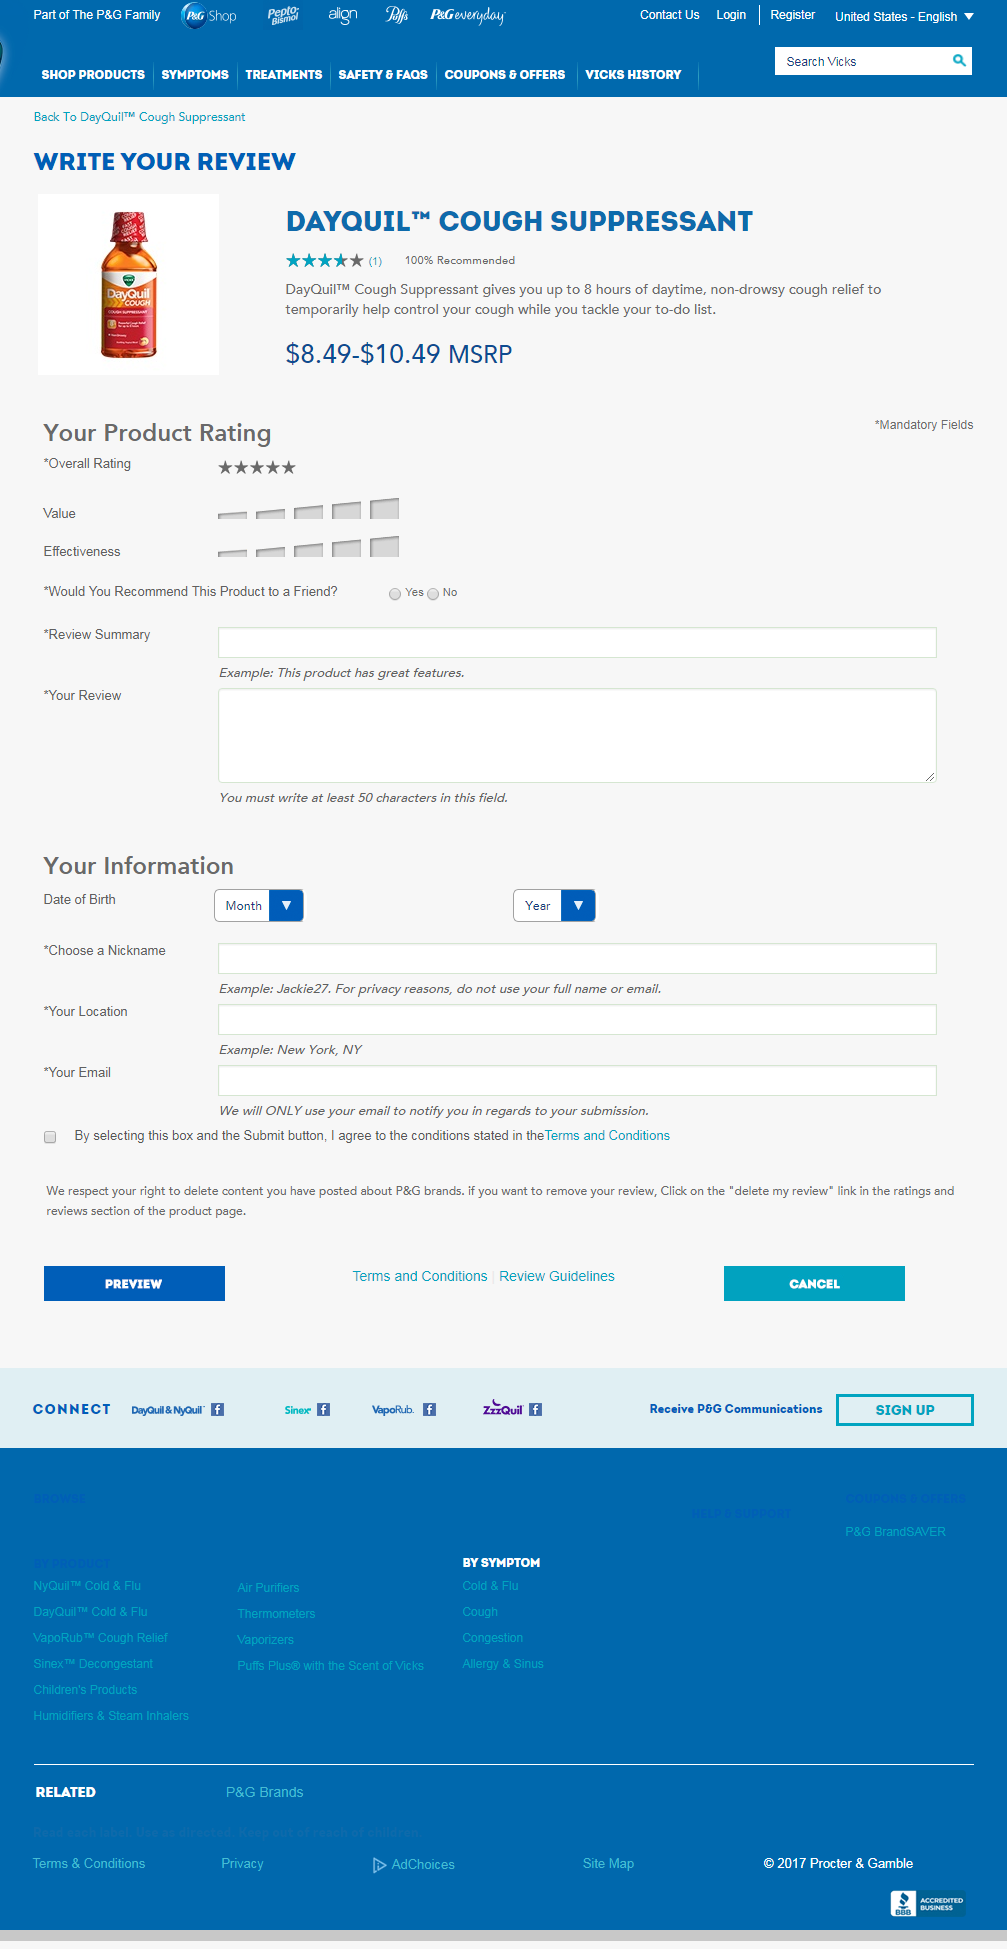 Part of The P&G Family P&G Shop Pepto Bismol align Puffs P&G everyday Contact Us Login Register United States - English
SHOP PRODUCTS SYMPTOMS TREATMENTS SAFETY & FAQS COUPONS & OFFERS VICKS HISTORY Search Vicks
Back To DayQuil™ Cough Suppressant
WRITE YOUR REVIEW
DAYQUIL™ COUGH SUPPRESSANT
(1) 100% Recommended
DayQuil™ Cough Suppressant gives you up to 8 hours of daytime, non-drowsy cough relief to
temporarily help control your cough while you tackle your to-do list.
$8.49-$10.49 MSRP
VICKS
DayQuil
COUGH
COUGH SUPPRESSANT
Your Product Rating *Mandatory Fields
*Overall Rating
Value
Effectiveness
*Would You Recommend This Product to a Friend? Yes No
*Review Summary
Example: This product has great features.
*Your Review
You must write at least 50 characters in this field.
Your Information
Date of Birth Month Year
*Choose a Nickname
Example: Jackie27. For privacy reasons, do not use your full name or email.
*Your Location
Example: New York, NY
*Your Email
We will ONLY use your email to notify you in regards to your submission.
By selecting this box and the Submit button, I agree to the conditions stated in theTerms and Conditions
We respect your right to delete content you have posted about P&G brands. if you want to remove your review, Click on the "delete my review" link in the ratings and
reviews section of the product page.
PREVIEW Terms and Conditions | Review Guidelines CANCEL
CONNECT DayQuil & NyQuil Sinex VapoRub. ZzzQuil Receive P&G Communications SIGN UP
BROWSE COUPONS & OFFERS
HELP & SUPPORT
P&G BrandSAVER
BY PRODUCT BY SYMPTOM
NyQuil™ Cold & Flu Air Purifiers Cold & Flu
DayQuil™ Cold & Flu Thermometers Cough
VapoRub™ Cough Relief Vaporizers Congestion
Sinex™ Decongestant Puffs Plus® with the Scent of Vicks Allergy & Sinus
Children's Products
Humidifiers & Steam Inhalers
RELATED P&G Brands
Read each label. Use as directed. Keep out of reach of children.
Terms & Conditions Privacy AdChoices Site Map © 2017 Procter & Gamble
BBB ACCREDITED
BUSINESS